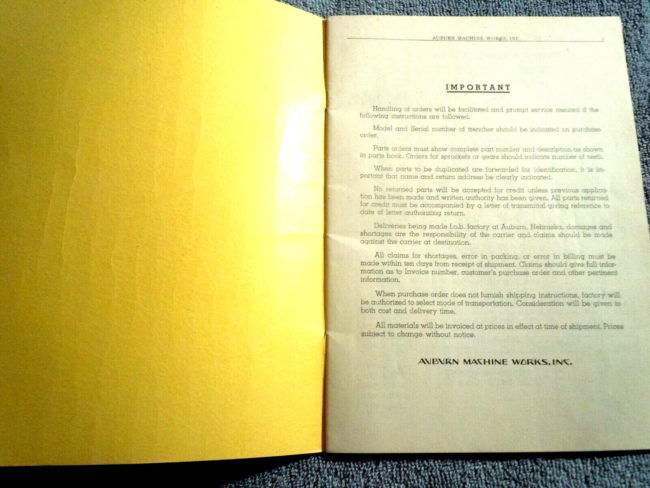 AUBURN MACHINE WORKS, INC.
IMPORTANT
Handling of orders will be facilitated and prompt service assured if the
following instructions are followed.
Model and Serial number of trencher should be indicated on purchase
order.
Parts orders must show complete part number and description as shown
in parts book. Orders for sprockets or gears should indicate number of teeth.
When parts to be duplicated are forwarded for identification, it is im-
portant that name and return address be clearly indicated.
No returned parts will be accepted for credit unless previous applica-
tion has been made and written authority has been given. All parts returned
for credit must be accompanied by a letter of transmittal giving reference to
date of letter authorizing return.
Deliveries being made f.o.b. factory at Auburn, Nebraska, damages and
shortages are the responsibility of the carrier and claims should be made
against the carrier at destination.
All claims for shortages, error in packing, or error in billing must be
made within ten days from receipt of shipment. Claims should give full infor-
mation as to Invoice number, customer's purchase order and other pertinent
information.
When purchase order does not furnish shipping instructions, factory will
be authorized to select mode of transportation. Consideration will be given to
both cost and delivery time.
All materials will be invoiced at prices in effect at time of shipment. Prices
subject to change without notice.
AUBURN MACHINE WORKS, INC.